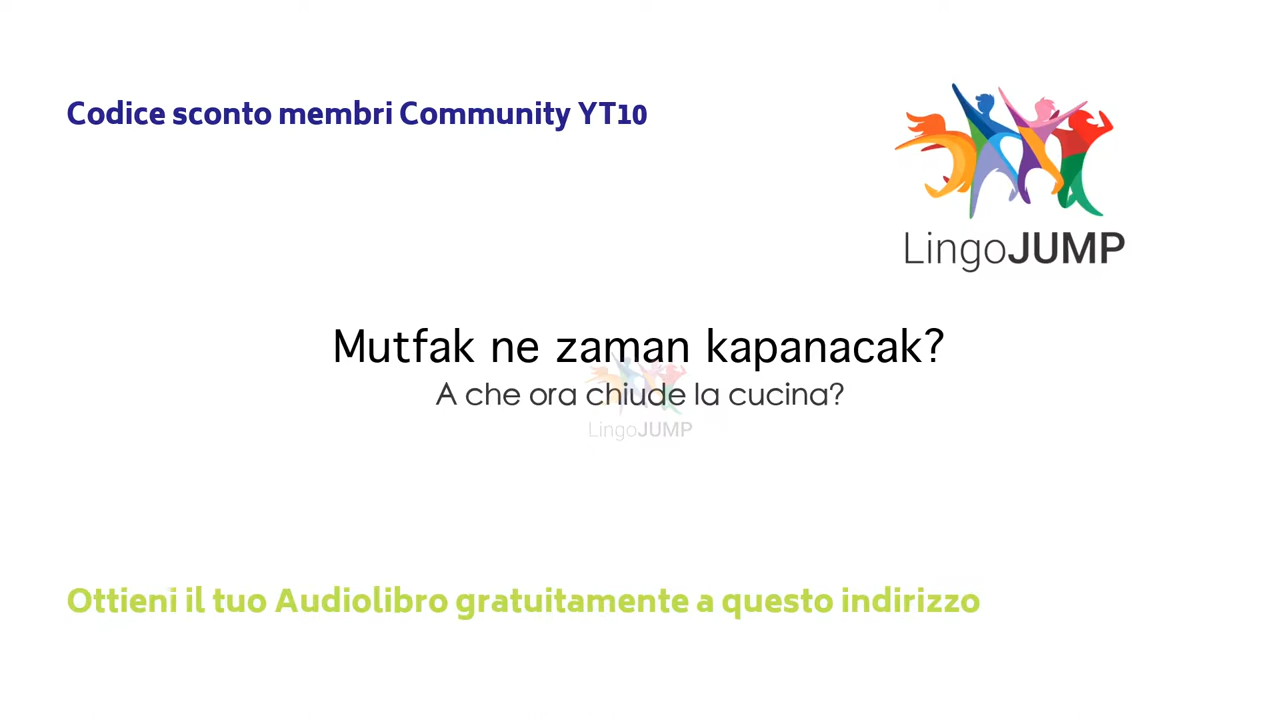 Codice sconto membri Community YT10
LingoJUMP
Mutfak ne zaman kapanacak?
A che ora chiude la cucina?
LingoJUMP
Ottieni il tuo Audiolibro gratuitamente a questo indirizzo